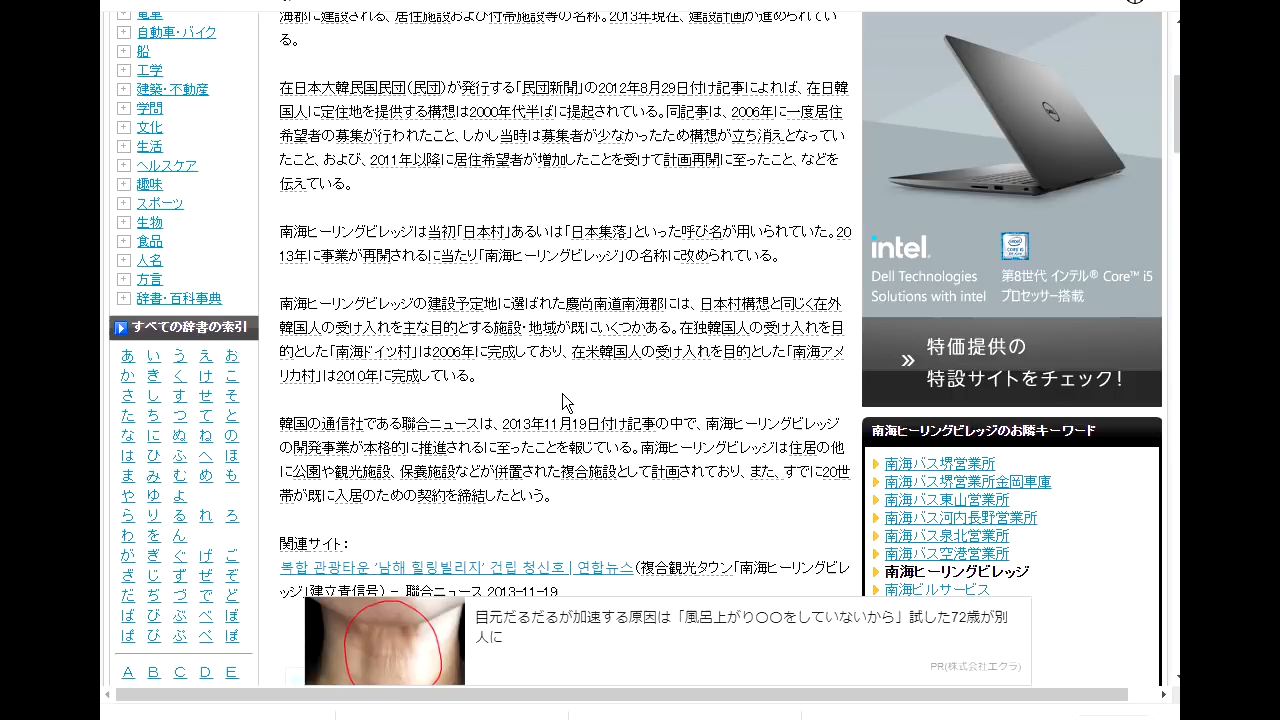 電車
自動車・バイク
船
工学
建築・不動産
学問
文化
生活
ヘルスケア
趣味
スポーツ
生物
食品
人名
方言
辞書・百科事典
すべての辞書の索引
あ い う え お
か き く け こ
さ し す せ そ
た ち つ て と
な に ぬ ね の
は ひ ふ へ ほ
ま み む め も
や ゆ よ
ら り る れ ろ
わ を ん
が ぎ ぐ げ ご
ざ じ ず ぜ ぞ
だ ぢ づ で ど
ば び ぶ べ ぼ
ぱ ぴ ぷ ぺ ぽ
A B C D E
海郡に建設される、居住施設および付帯施設等の名称。2013年現在、建設計画が進められてい
る。
在日本大韓民国民団（民団）が発行する「民団新聞」の2012年8月29日付け記事によれば、在日韓
国人に定住地を提供する構想は2000年代半ばに提起されている。同記事は、2006年に一度居住
希望者の募集が行われたこと、しかし当時は募集者が少なかったため構想が立ち消えとなってい
たこと、および、2011年以降に居住希望者が増加したことを受けて計画再開に至ったこと、などを
伝えている。
南海ヒーリングビレッジは当初「日本村」あるいは「日本集落」といった呼び名が用いられていた。20
13年に事業が再開されるに当たり「南海ヒーリングビレッジ」の名称に改められている。
南海ヒーリングビレッジの建設予定地に選ばれた慶尚南道南海郡には、日本村構想と同じく在外
韓国人の受け入れを主な目的とする施設・地域が既にいくつかある。在独韓国人の受け入れを目
的とした「南海ドイツ村」は2006年に完成しており、在米韓国人の受け入れを目的とした「南海アメ
リカ村」は2010年に完成している。
韓国の通信社である聯合ニュースは、2013年11月19日付け記事の中で、南海ヒーリングビレッジ
の開発事業が本格的に推進されるに至ったことを報じている。南海ヒーリングビレッジは住居の他
に公園や観光施設、保養施設などが併置された複合施設として計画されており、また、すでに20世
帯が既に入居のための契約を締結したという。
関連サイト：
복합 관광타운 '남해 힐링빌리지' 건립 청신호 | 연합뉴스（複合観光タウン「南海ヒーリングビレ
ッジ」建立青信号） - 聯合ニュース 2013-11-19
目元だるだるが加速する原因は「風呂上がり〇〇をしていないから」試した72歳が別
人に
PR(株式会社エクラ)
DELL
intel.
Dell Technologies
Solutions with intel
第8世代 インテル® Core™ i5
プロセッサー搭載
特価提供の
特設サイトをチェック！
南海ヒーリングビレッジのお隣キーワード
南海バス堺営業所
南海バス堺営業所金岡車庫
南海バス東山営業所
南海バス河内長野営業所
南海バス泉北営業所
南海バス空港営業所
南海ヒーリングビレッジ
南海ビルサービス